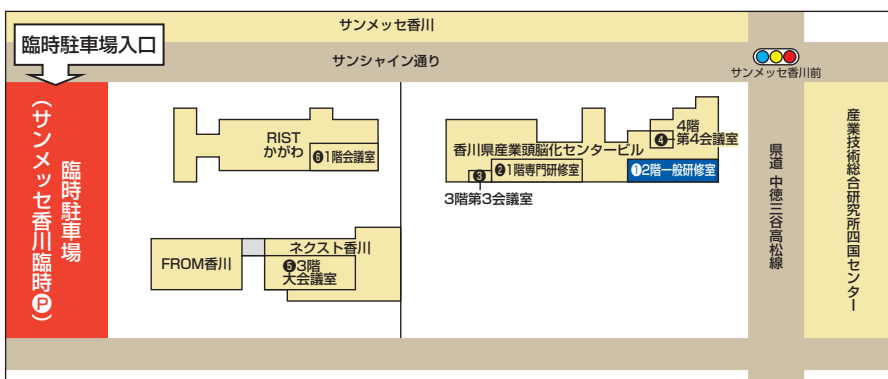 サンメッセ香川
臨時駐車場入口
サンシャイン通り
サンメッセ香川前
臨時駐車場
（サンメッセ香川臨時Ⓟ）
RIST
かがわ
❻1階会議室
香川県産業頭脳化センタービル
4階
❹第4会議室
❸
❷1階専門研修室
❶2階一般研修室
3階第3会議室
FROM香川
ネクスト香川
❺3階
大会議室
県道 中徳三谷高松線
産業技術総合研究所四国センター